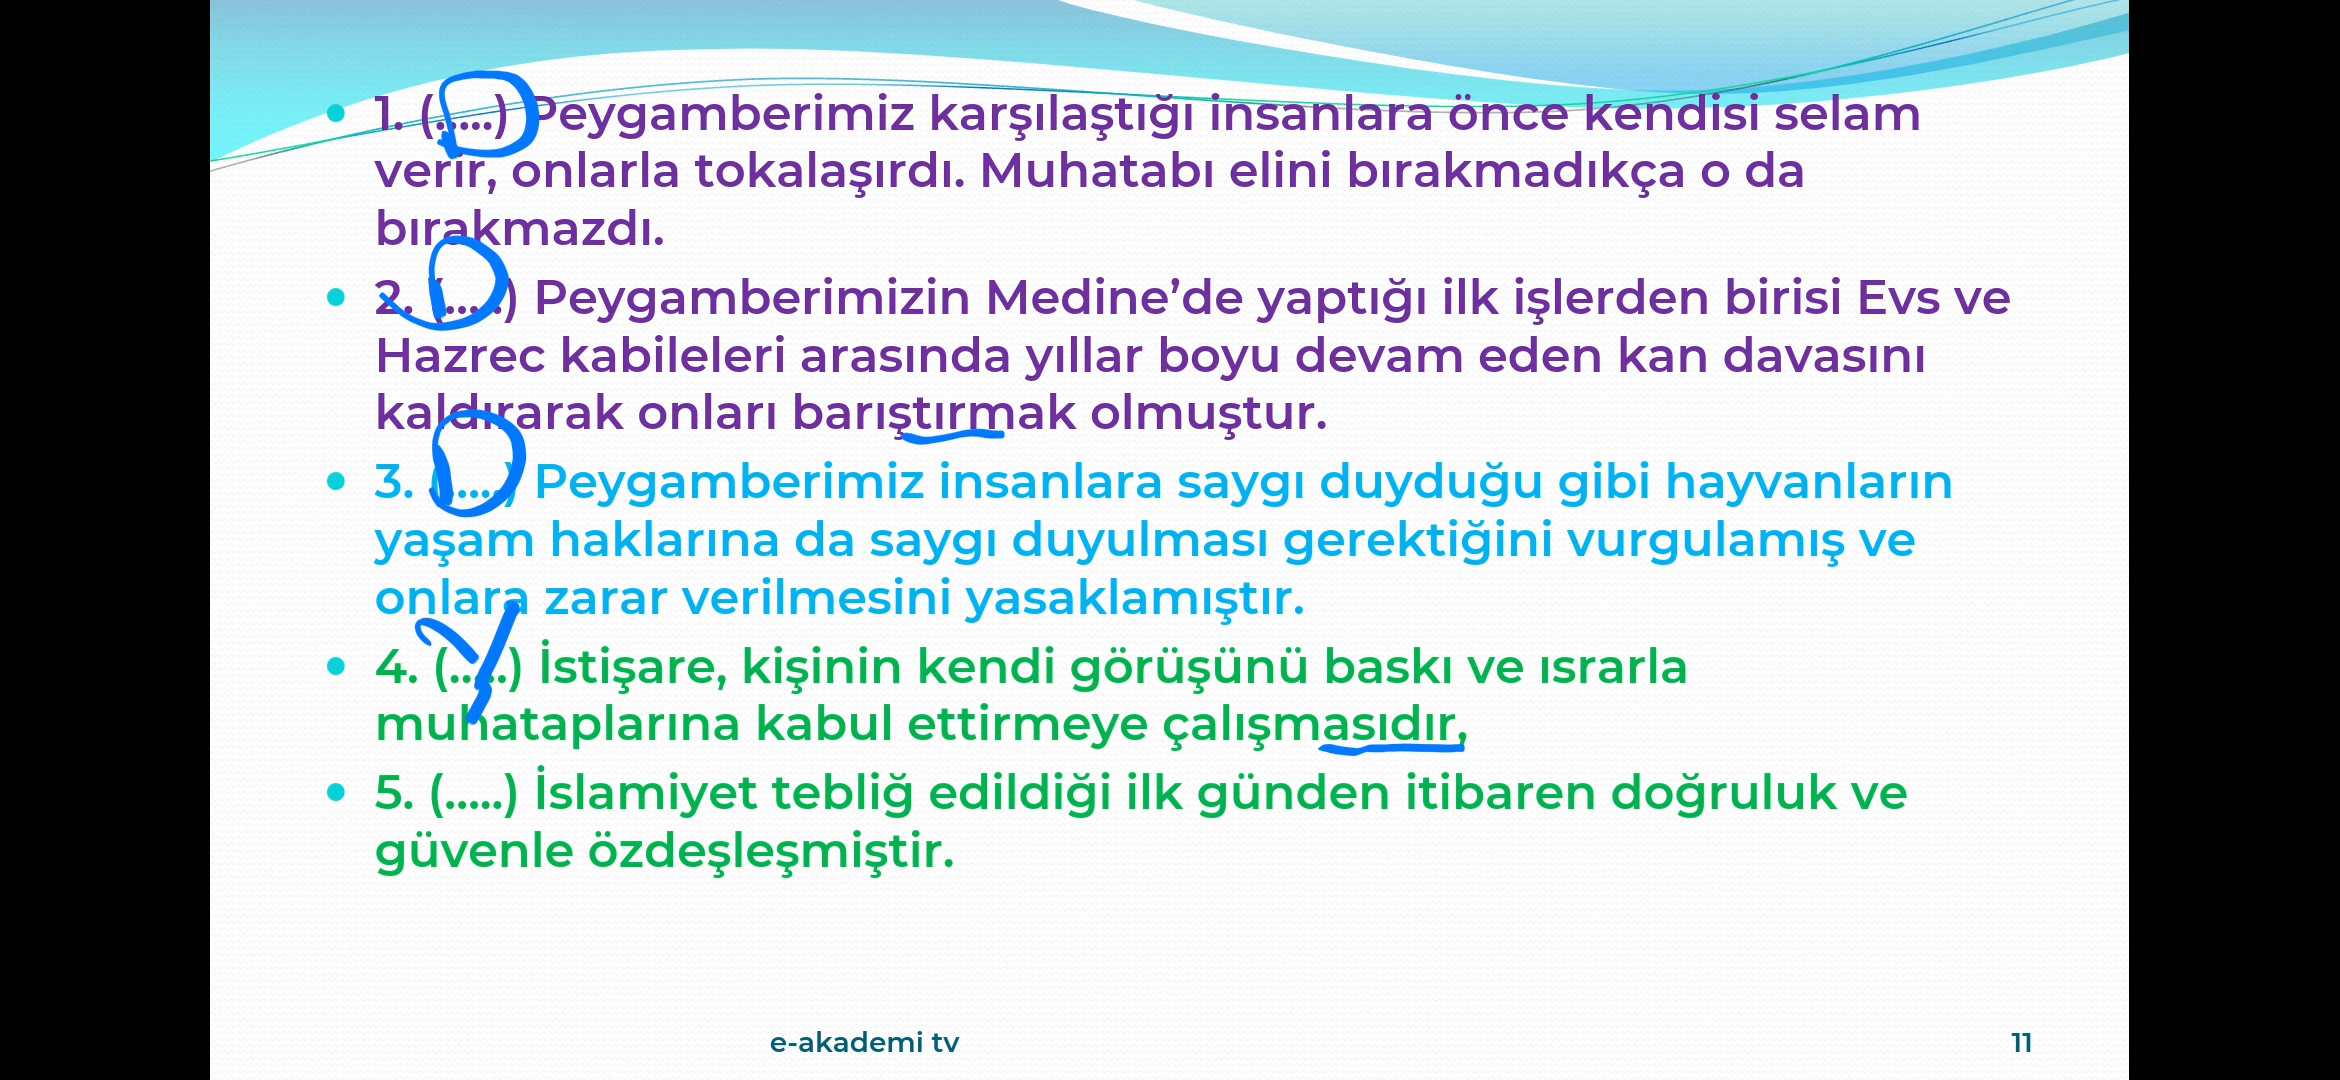 1. (.....) Peygamberimiz karşılaştığı insanlara önce kendisi selam
verir, onlarla tokalaşırdı. Muhatabı elini bırakmadıkça o da
bırakmazdı.
D
2. (.....) Peygamberimizin Medine’de yaptığı ilk işlerden birisi Evs ve
Hazrec kabileleri arasında yıllar boyu devam eden kan davasını
kaldırarak onları barıştırmak olmuştur.
D
3. (.....) Peygamberimiz insanlara saygı duyduğu gibi hayvanların
yaşam haklarına da saygı duyulması gerektiğini vurgulamış ve
onlara zarar verilmesini yasaklamıştır.
D
4. (.....) İstişare, kişinin kendi görüşünü baskı ve ısrarla
muhataplarına kabul ettirmeye çalışmasıdır,
Y
5. (.....) İslamiyet tebliğ edildiği ilk günden itibaren doğruluk ve
güvenle özdeşleşmiştir.
e-akademi tv
11